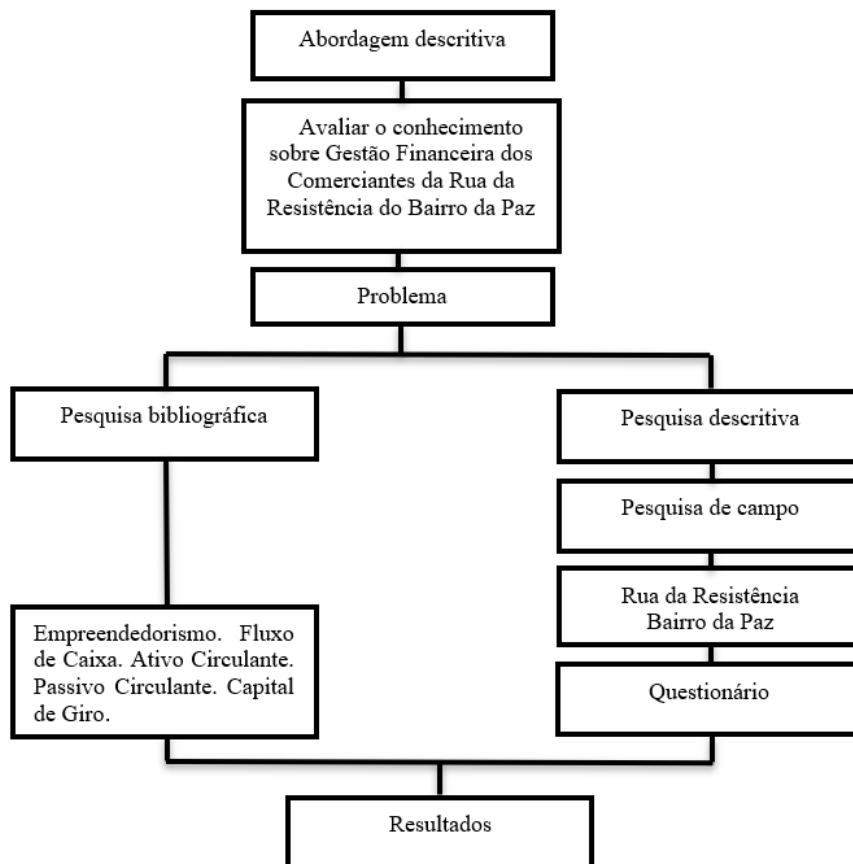 Abordagem descritiva
Avaliar o conhecimento
sobre Gestão Financeira dos
Comerciantes da Rua da
Resistência do Bairro da Paz
Problema
Pesquisa bibliográfica
Empreendedorismo. Fluxo
de Caixa. Ativo Circulante.
Passivo Circulante. Capital
de Giro.
Pesquisa descritiva
Pesquisa de campo
Rua da Resistência
Bairro da Paz
Questionário
Resultados